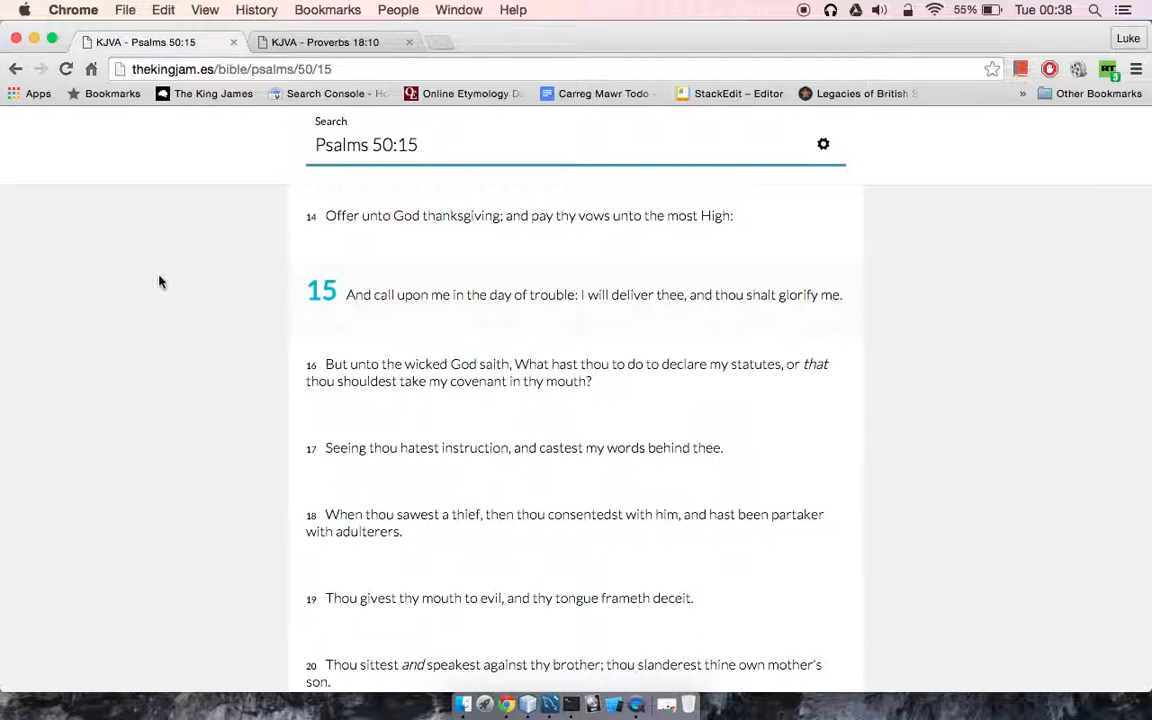 Chrome File Edit View History Bookmarks People Window Help 55% Tue 00:38
KJVA - Psalms 50:15 KJVA - Proverbs 18:10 Luke
thekingjam.es/bible/psalms/50/15 RT 3
Apps Bookmarks The King James Search Console - Ho Online Etymology D Carreg Mawr Todo StackEdit – Editor Legacies of British S » Other Bookmarks
Search
Psalms 50:15
14 Offer unto God thanksgiving; and pay thy vows unto the most High:
15 And call upon me in the day of trouble: I will deliver thee, and thou shalt glorify me.
16 But unto the wicked God saith, What hast thou to do to declare my statutes, or that
thou shouldest take my covenant in thy mouth?
17 Seeing thou hatest instruction, and castest my words behind thee.
18 When thou sawest a thief, then thou consentedst with him, and hast been partaker
with adulterers.
19 Thou givest thy mouth to evil, and thy tongue frameth deceit.
20 Thou sittest and speakest against thy brother; thou slanderest thine own mother's
son.